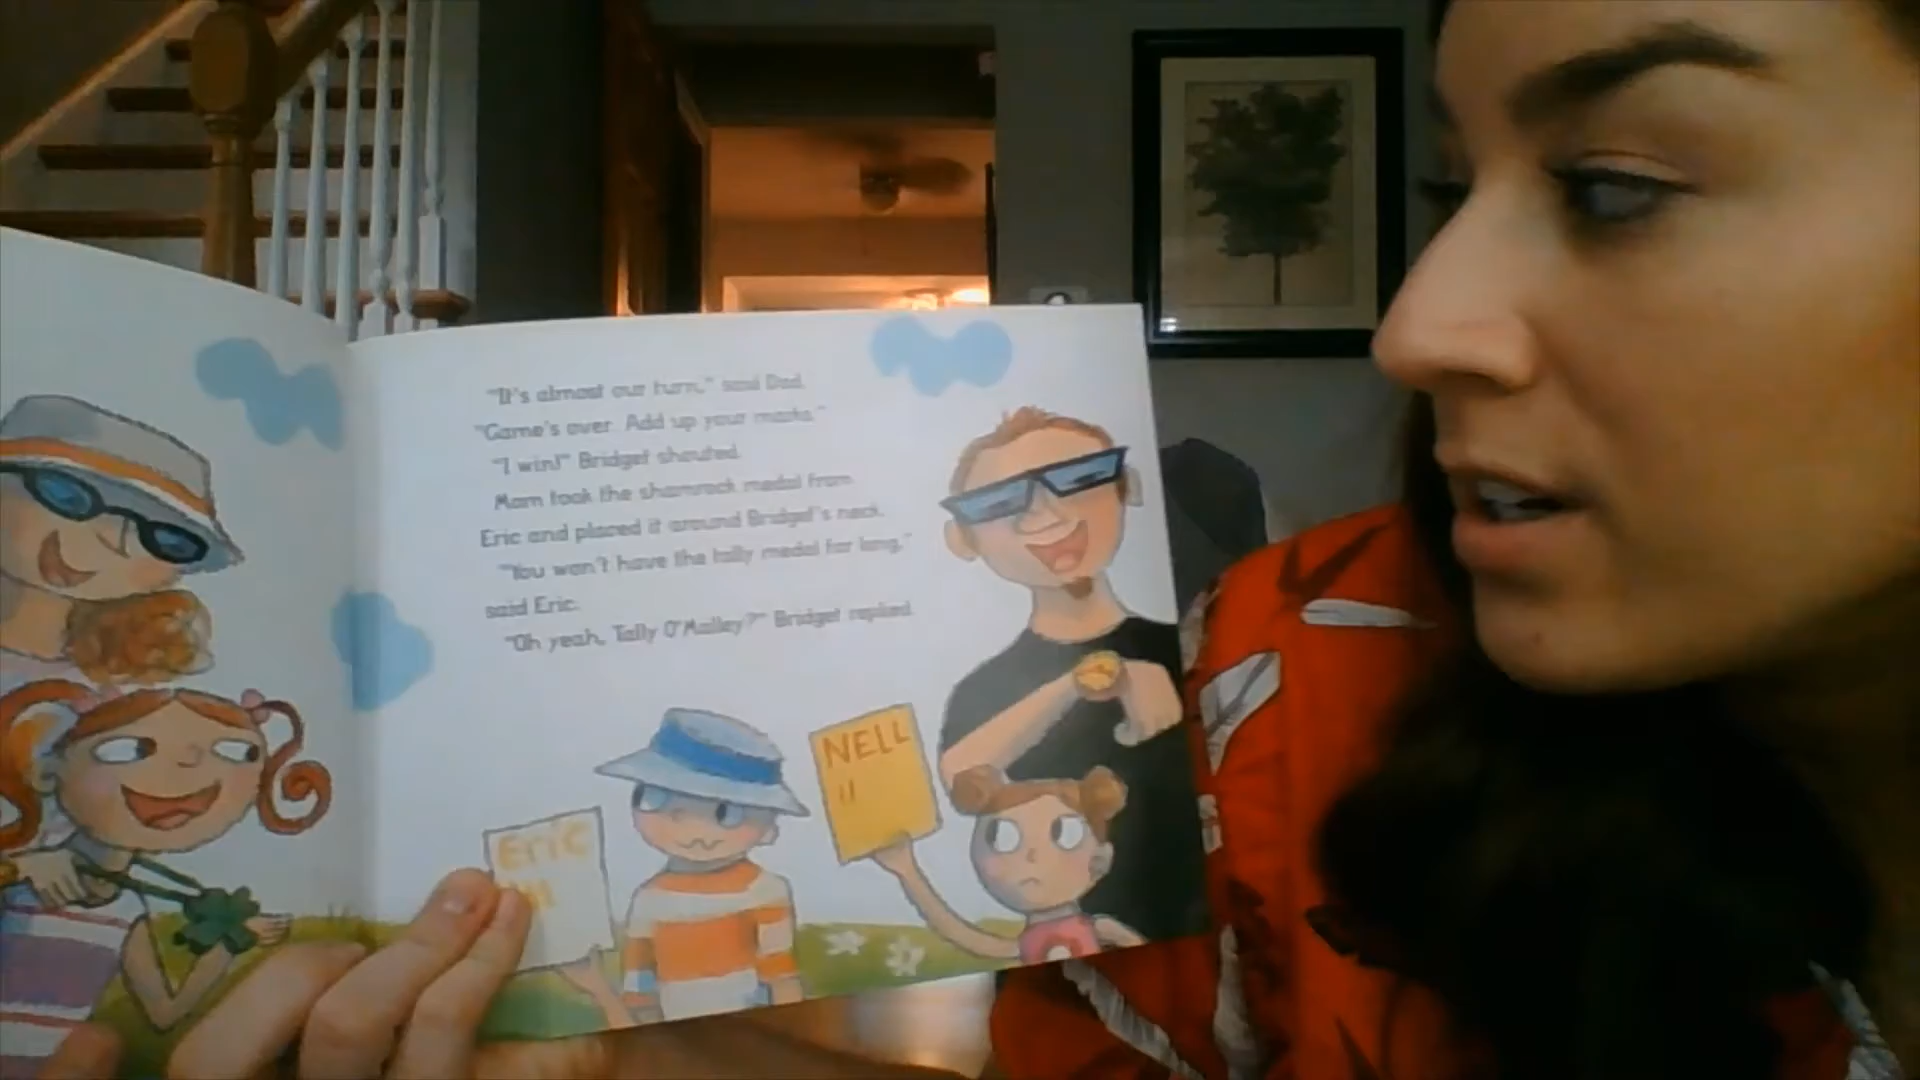 "It's almost our turn," said Dad.
"Game's over. Add up your marks."
"I win!" Bridget shouted.
Mom took the shamrock medal from
Eric and placed it around Bridget's neck.
"You won't have the tally medal for long,"
said Eric.
"Oh yeah, Tally O'Malley?" Bridget replied.
NELL
II
Eric